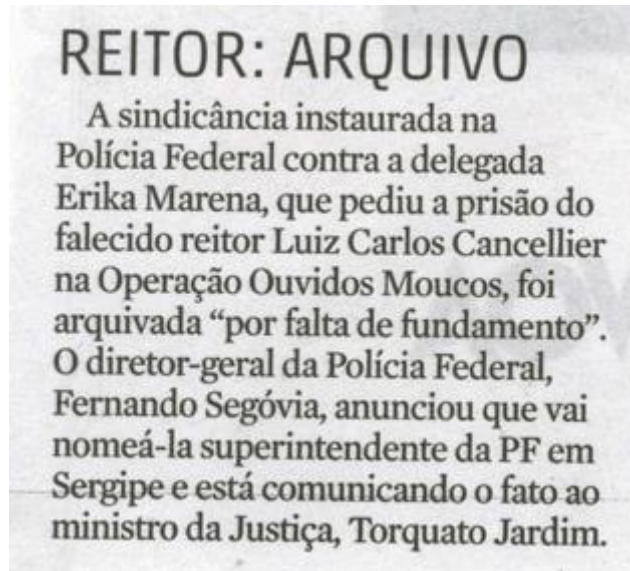 REITOR: ARQUIVO
A sindicância instaurada na
Polícia Federal contra a delegada
Erika Marena, que pediu a prisão do
falecido reitor Luiz Carlos Cancellier
na Operação Ouvidos Moucos, foi
arquivada “por falta de fundamento”.
O diretor-geral da Polícia Federal,
Fernando Segóvia, anunciou que vai
nomeá-la superintendente da PF em
Sergipe e está comunicando o fato ao
ministro da Justiça, Torquato Jardim.